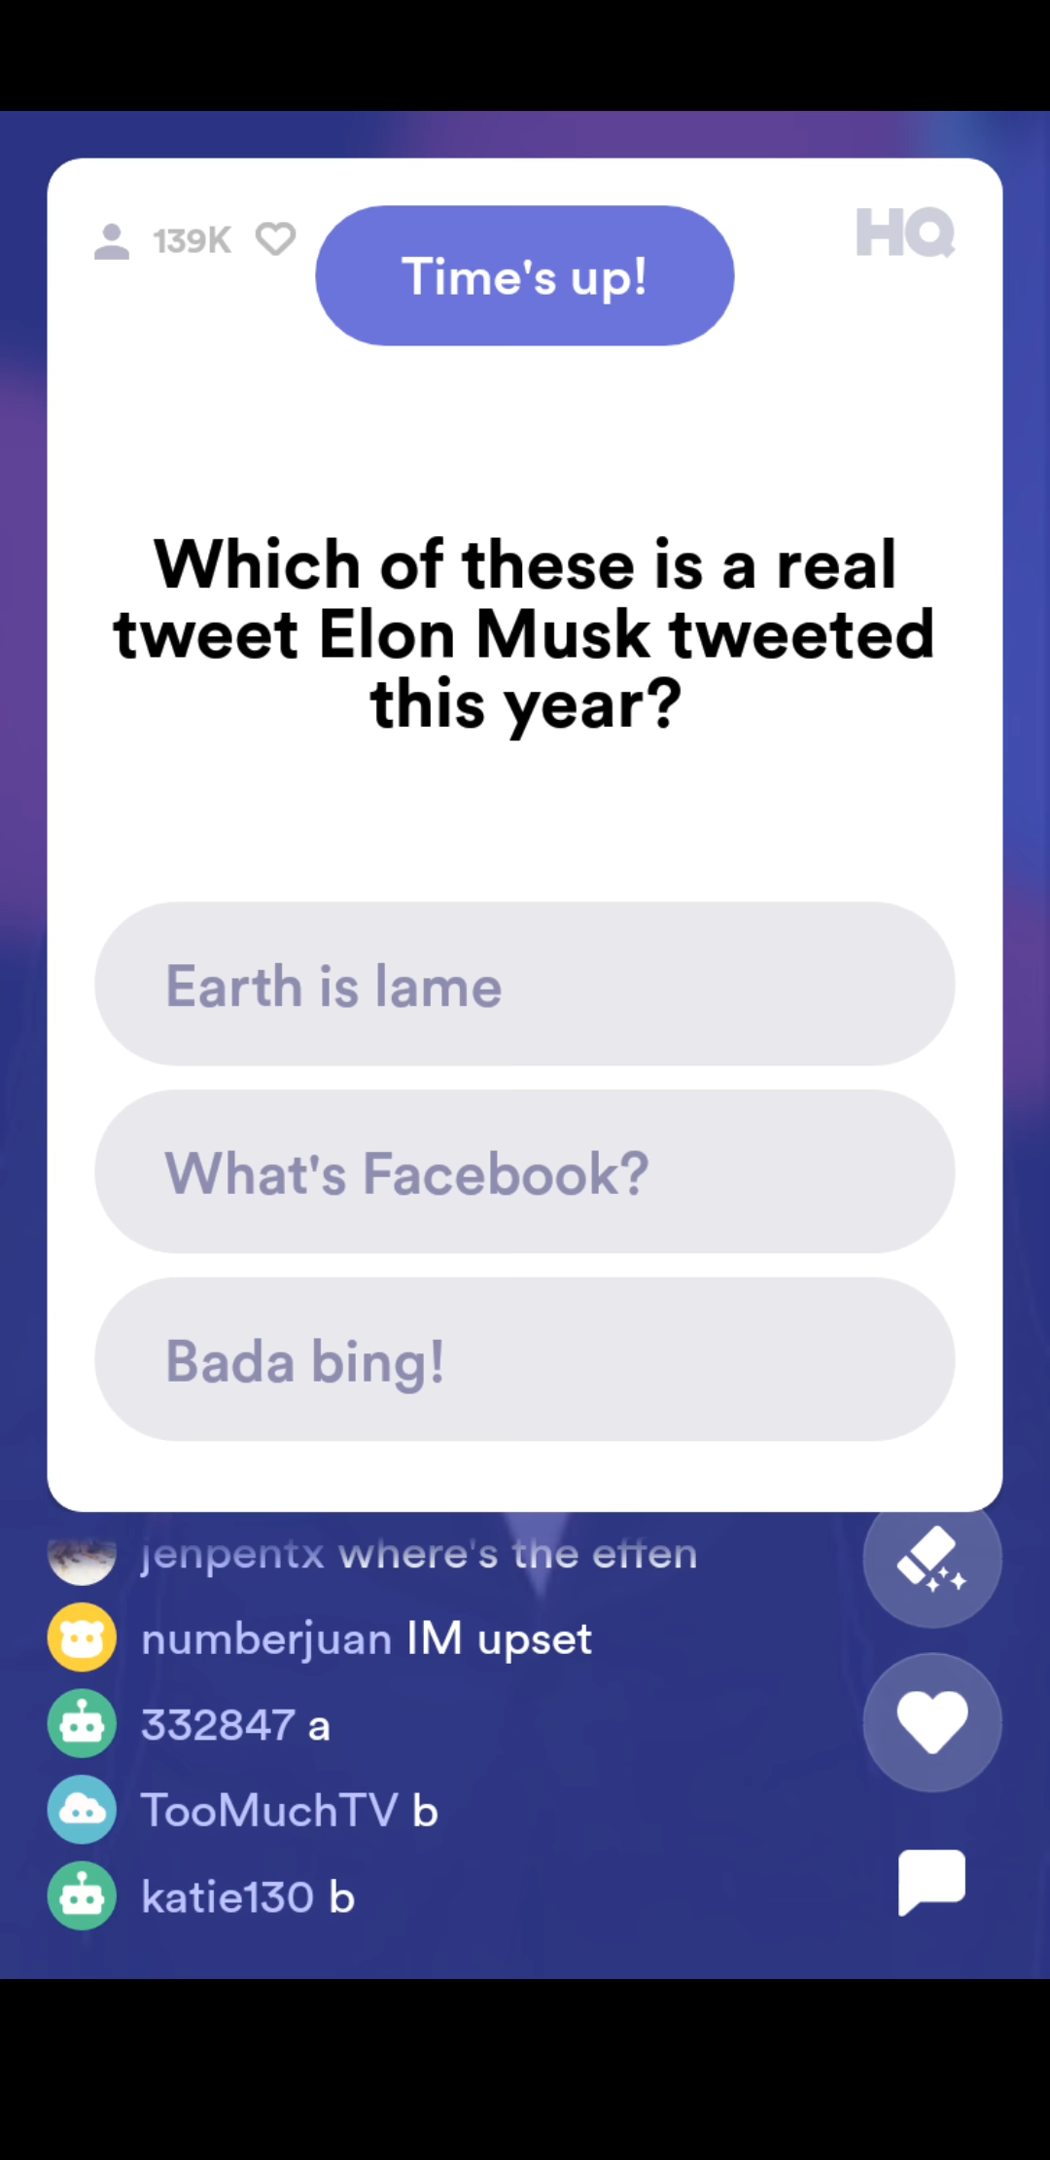 139K
Time's up!
HQ
Which of these is a real
tweet Elon Musk tweeted
this year?
Earth is lame
What's Facebook?
Bada bing!
jenpentx where's the effen
numberjuan IM upset
332847 a
TooMuchTV b
katie130 b